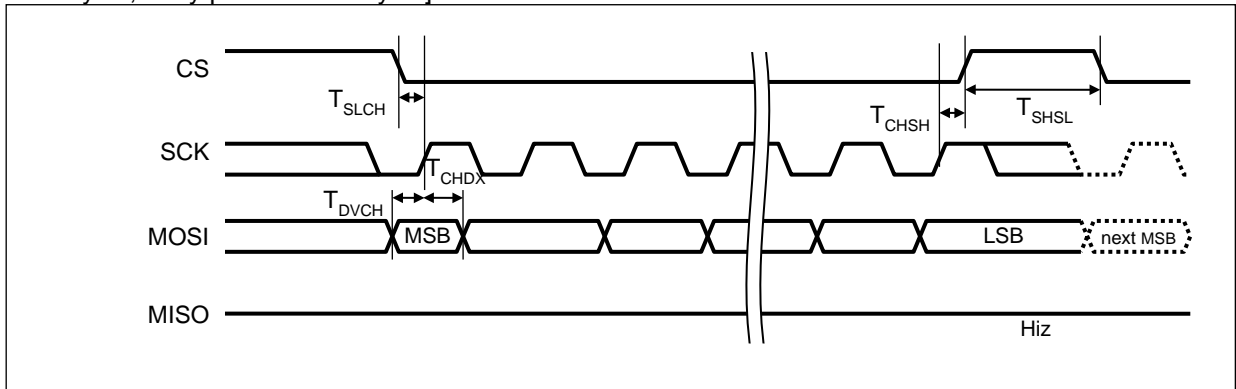 CS
T_SLCH
T_CHSH
T_SHSL
SCK
T_CHDX
T_DVCH
MOSI
MSB
LSB
next MSB
MISO
Hiz